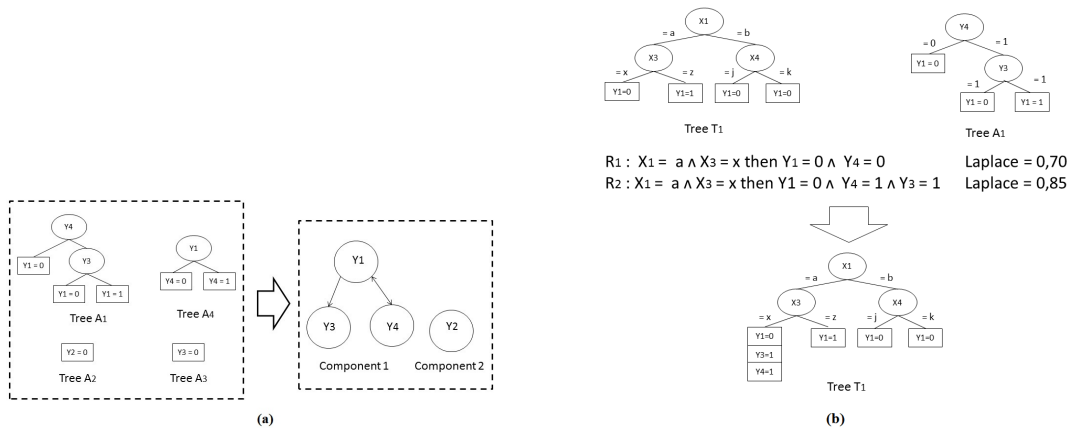 Y4
Y1 = 0
Y3
Y1 = 0
Y1 = 1
Tree A1
Y1
Y4 = 0
Y4 = 1
Tree A4
Y2 = 0
Tree A2
Y3 = 0
Tree A3
Y1
Y3
Y4
Y2
Component 1
Component 2
(a)
X1
= a
= b
X3
X4
= x
= z
= j
= k
Y1=0
Y1=1
Y1=0
Y1=0
Tree T1
Y4
= 0
= 1
Y1 = 0
Y3
= 1
= 1
Y1 = 0
Y1 = 1
Tree A1
R1 : X1 = a ∧ X3 = x then Y1 = 0 ∧ Y4 = 0 Laplace = 0,70
R2 : X1 = a ∧ X3 = x then Y1 = 0 ∧ Y4 = 1 ∧ Y3 = 1 Laplace = 0,85
X1
= a
= b
X3
X4
= x
= z
= j
= k
Y1=0
Y1=1
Y1=0
Y1=0
Y3=1
Y4=1
Tree T1
(b)